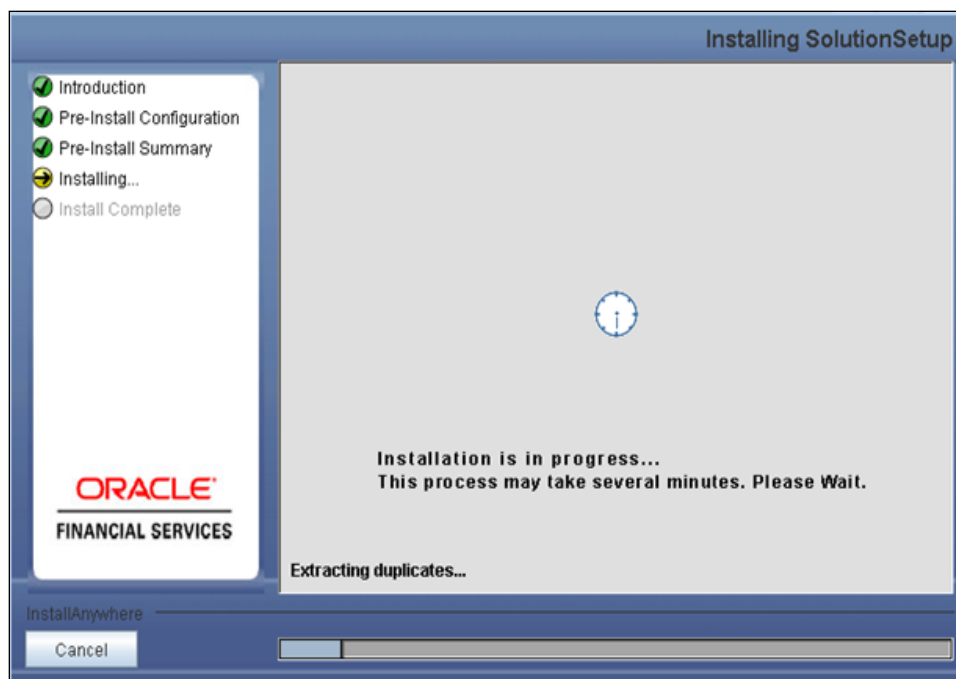 Installing SolutionSetup
Introduction
Pre-Install Configuration
Pre-Install Summary
Installing...
Install Complete
ORACLE
FINANCIAL SERVICES
Installation is in progress...
This process may take several minutes. Please Wait.
Extracting duplicates...
InstallAnywhere
Cancel